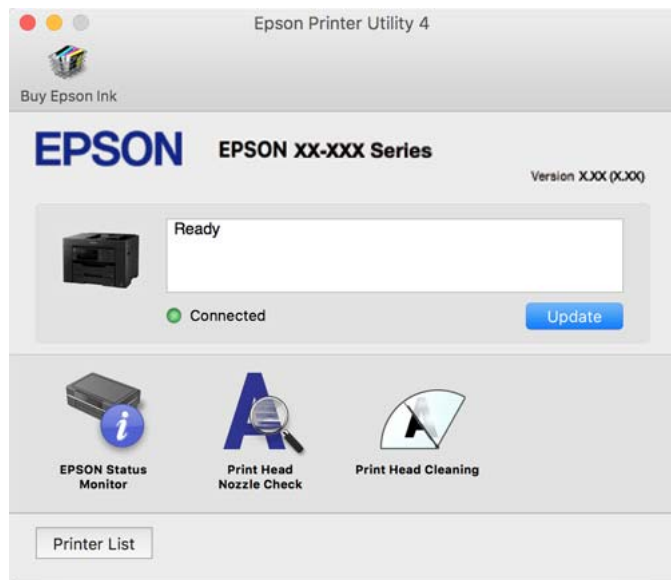 Epson Printer Utility 4
Buy Epson Ink
EPSON
EPSON XX-XXX Series
Version X.XX (X.XX)
Ready
Connected
Update
EPSON Status
Monitor
Print Head
Nozzle Check
Print Head Cleaning
Printer List